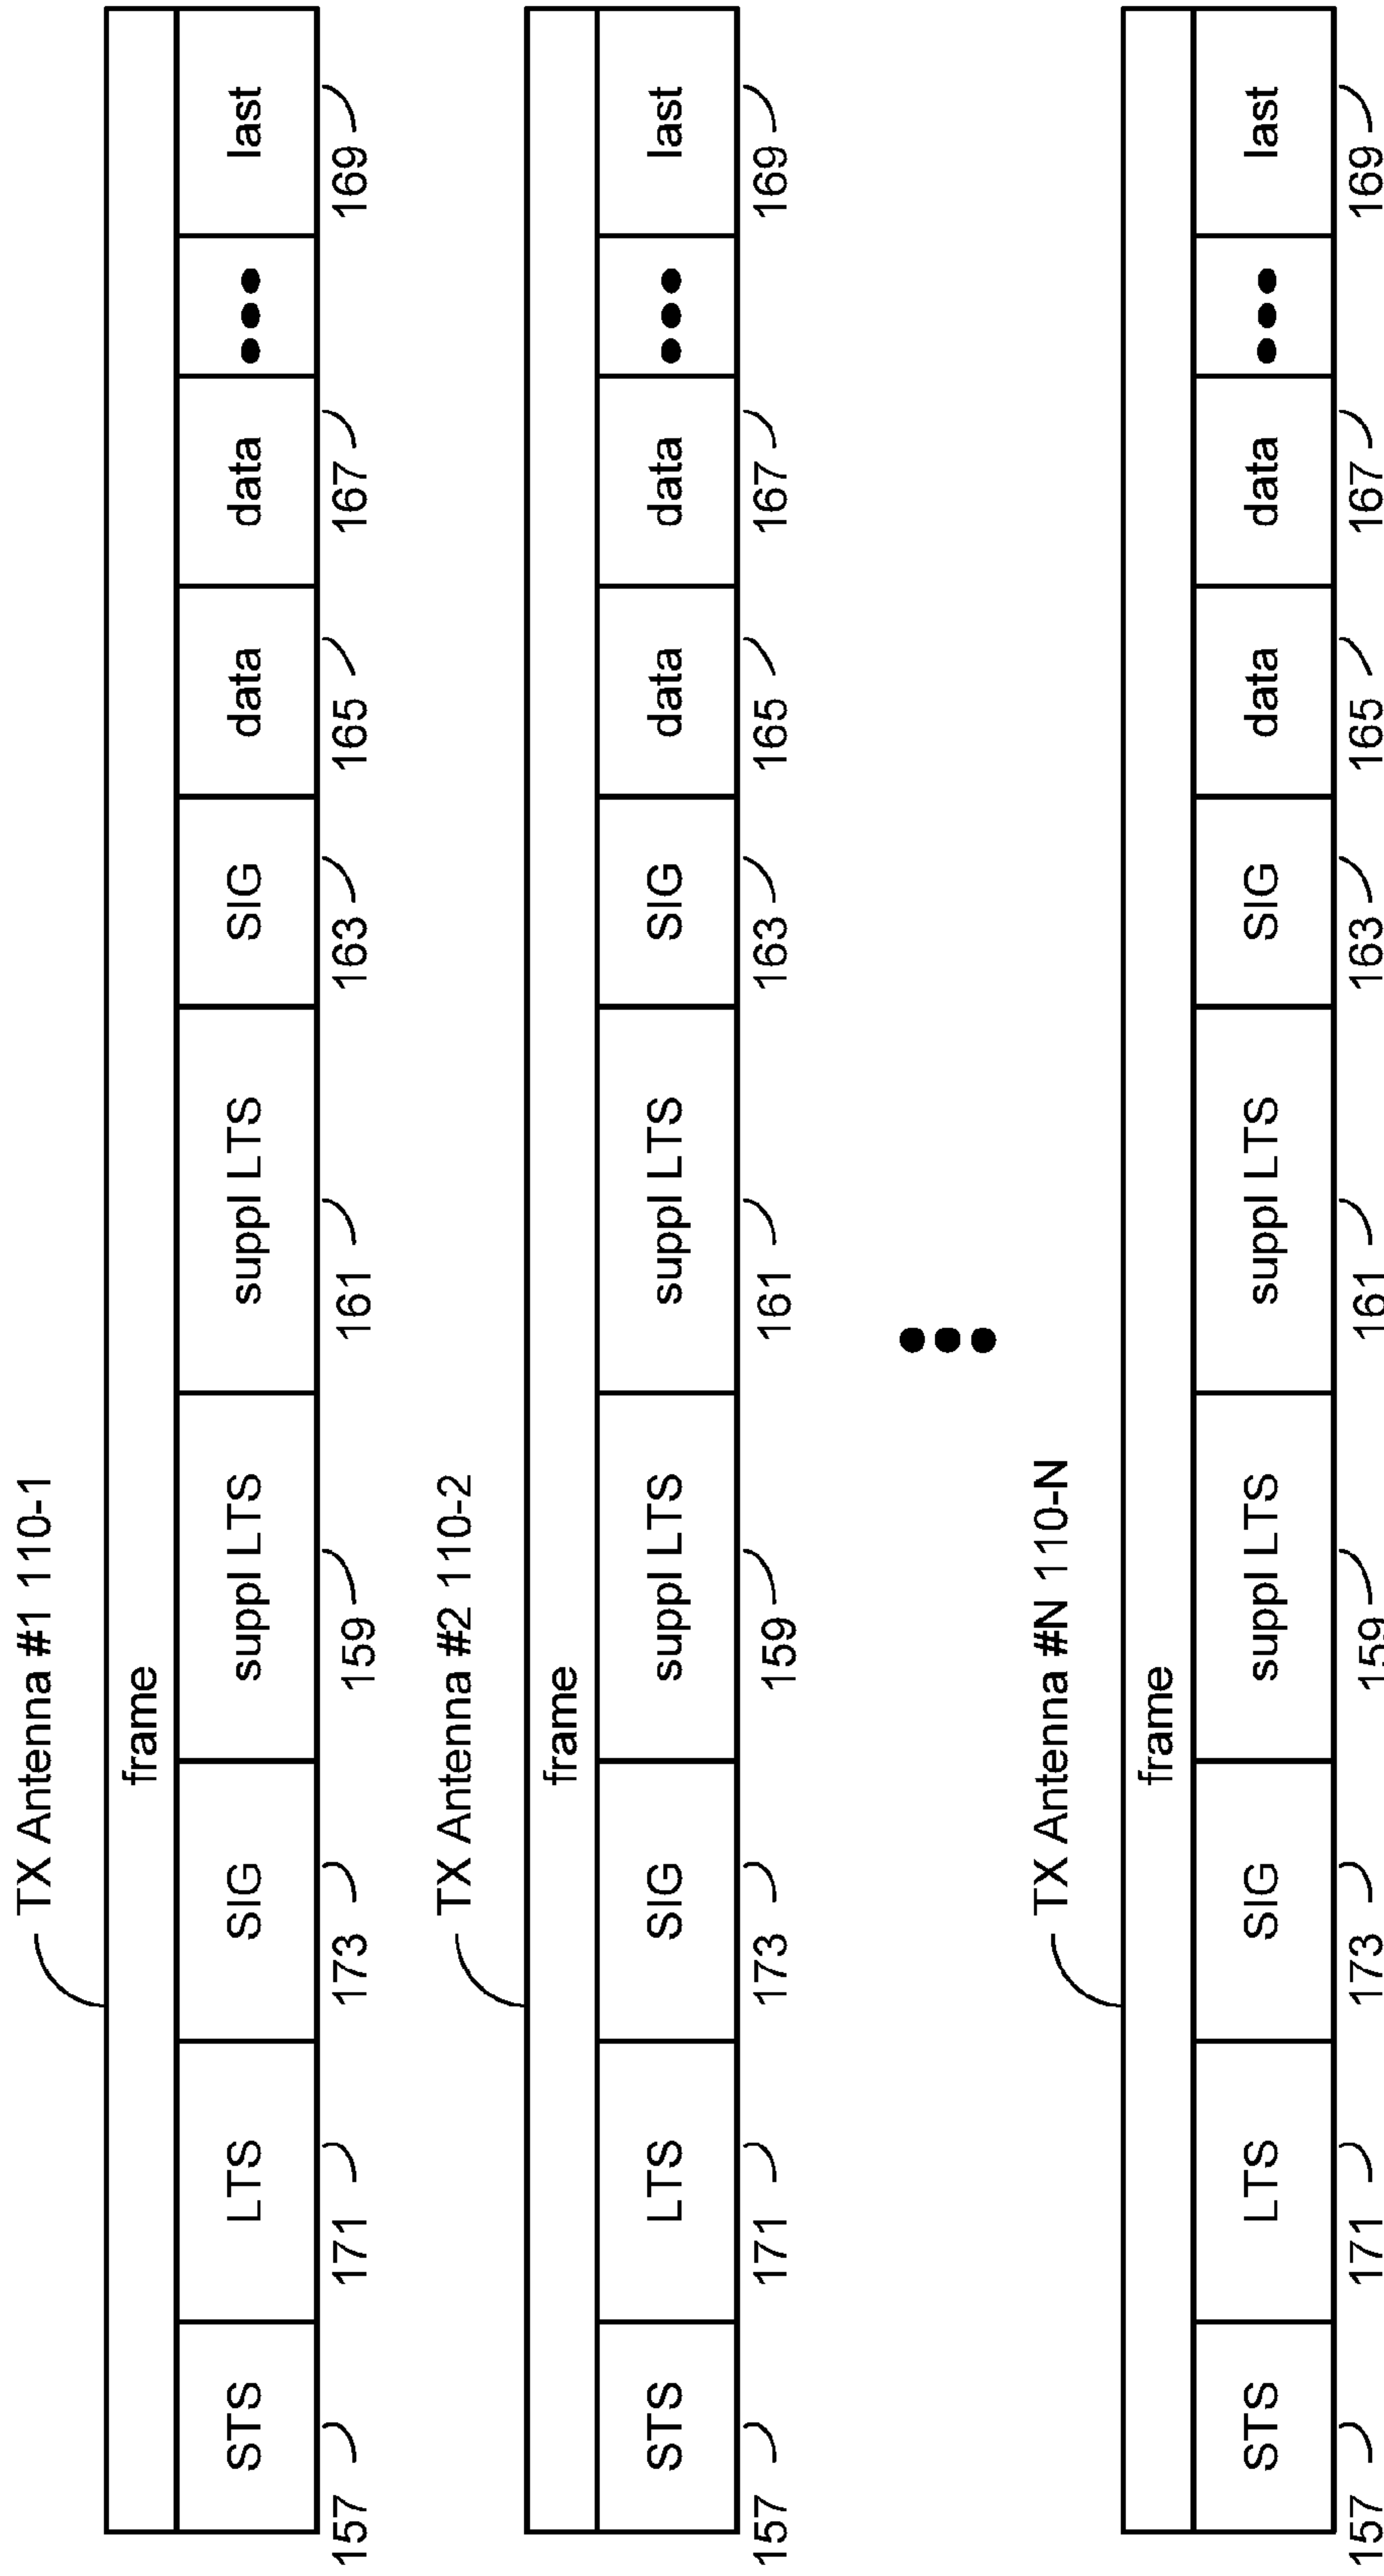 TX Antenna #1 110-1
frame
STS LTS SIG suppl LTS suppl LTS SIG data data ●●● last
157 171 173 159 161 163 165 167 169
TX Antenna #2 110-2
frame
STS LTS SIG suppl LTS suppl LTS SIG data data ●●● last
157 171 173 159 161 163 165 167 169
●●●
TX Antenna #N 110-N
frame
STS LTS SIG suppl LTS suppl LTS SIG data data ●●● last
157 171 173 159 161 163 165 167 169